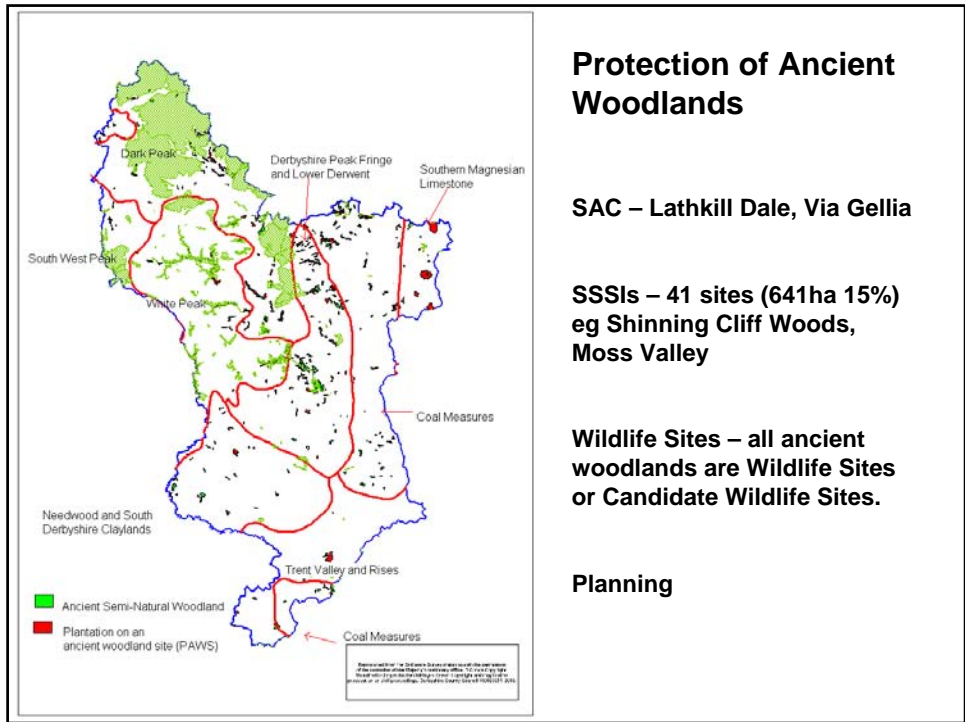 Protection of Ancient
Woodlands
SAC – Lathkill Dale, Via Gellia
SSSIs – 41 sites (641ha 15%)
eg Shinning Cliff Woods,
Moss Valley
Wildlife Sites – all ancient
woodlands are Wildlife Sites
or Candidate Wildlife Sites.
Planning
Dark Peak
Derbyshire Peak Fringe
and Lower Derwent
Southern Magnesian
Limestone
South West Peak
White Peak
Coal Measures
Needwood and South
Derbyshire Claylands
Trent Valley and Rises
Ancient Semi-Natural Woodland
Plantation on an
ancient woodland site (PAWS)
Coal Measures